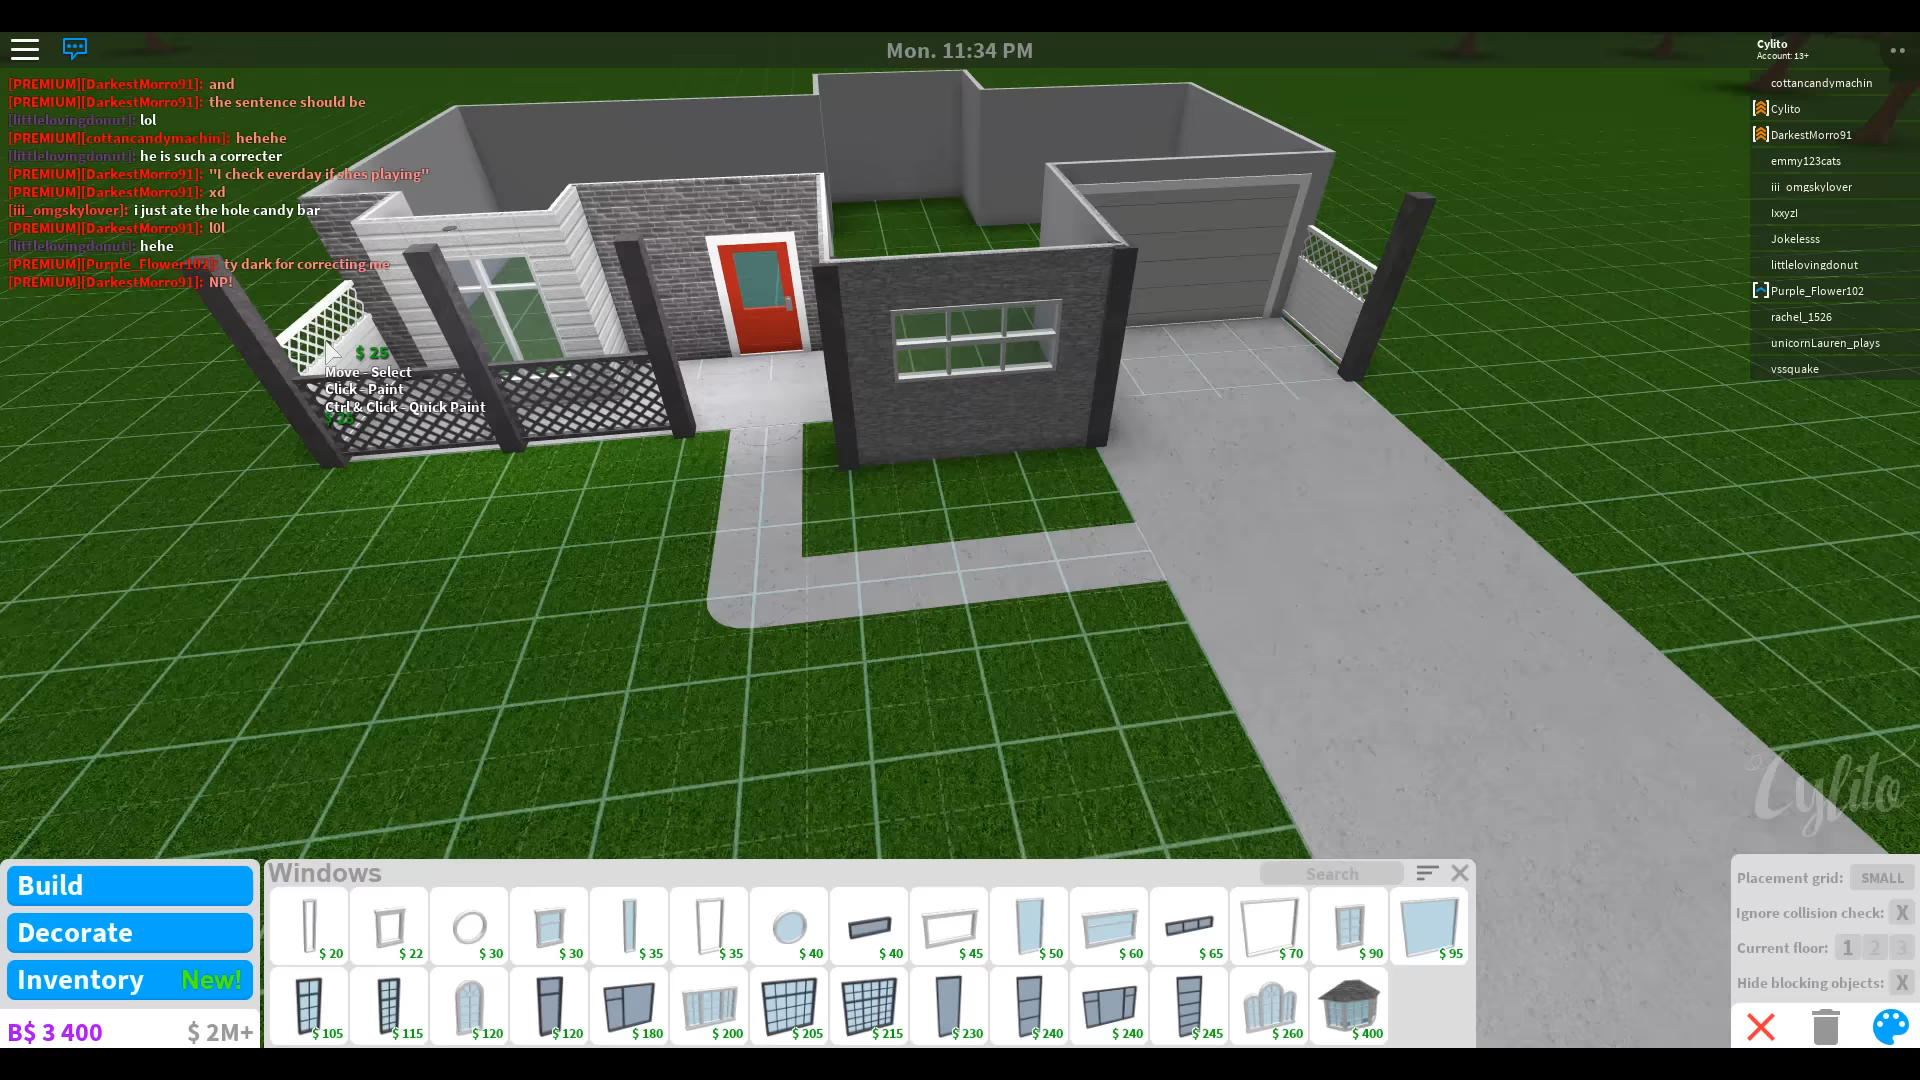 Mon. 11:34 PM
Cylito
Account: 13+
[PREMIUM][DarkestMorro91]: and
[PREMIUM][DarkestMorro91]: the sentence should be
[littlelovingdonut]: lol
[PREMIUM][cottancandymachin]: hehehe
[littlelovingdonut]: he is such a correcter
[PREMIUM][DarkestMorro91]: "I check everday if shes playing"
[PREMIUM][DarkestMorro91]: xd
[iii_omgskylover]: i just ate the hole candy bar
[PREMIUM][DarkestMorro91]: l0l
[littlelovingdonut]: hehe
[PREMIUM][Purple_Flower102]: ty dark for correcting me
[PREMIUM][DarkestMorro91]: NP!
cottancandymachin
Cylito
DarkestMorro91
emmy123cats
iii_omgskylover
Ixxyzl
Jokelesss
littlelovingdonut
Purple_Flower102
rachel_1526
unicornLauren_plays
vssquake
$ 25
Move - Select
Click - Paint
Ctrl & Click - Quick Paint
$ 25
Cylito
Build
Decorate
Inventory New!
B$ 3 400 $ 2M+
Windows
Search
$ 20 $ 22 $ 30 $ 30 $ 35 $ 35 $ 40 $ 40 $ 45 $ 50 $ 60 $ 65 $ 70 $ 90 $ 95
$ 105 $ 115 $ 120 $ 120 $ 180 $ 200 $ 205 $ 215 $ 230 $ 240 $ 240 $ 245 $ 260 $ 400
Placement grid: SMALL
Ignore collision check: X
Current floor: 1 2 3
Hide blocking objects: X